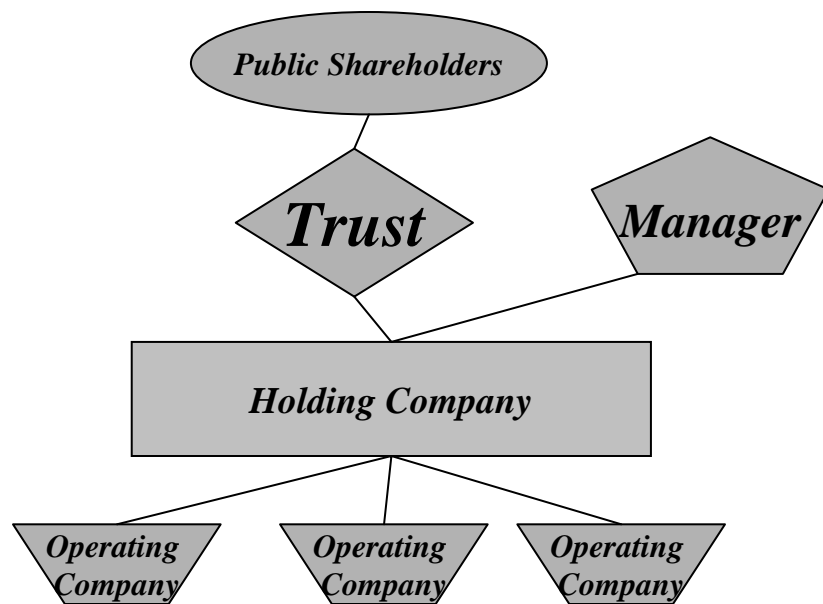 Public Shareholders
Trust
Manager
Holding Company
Operating
Company
Operating
Company
Operating
Company